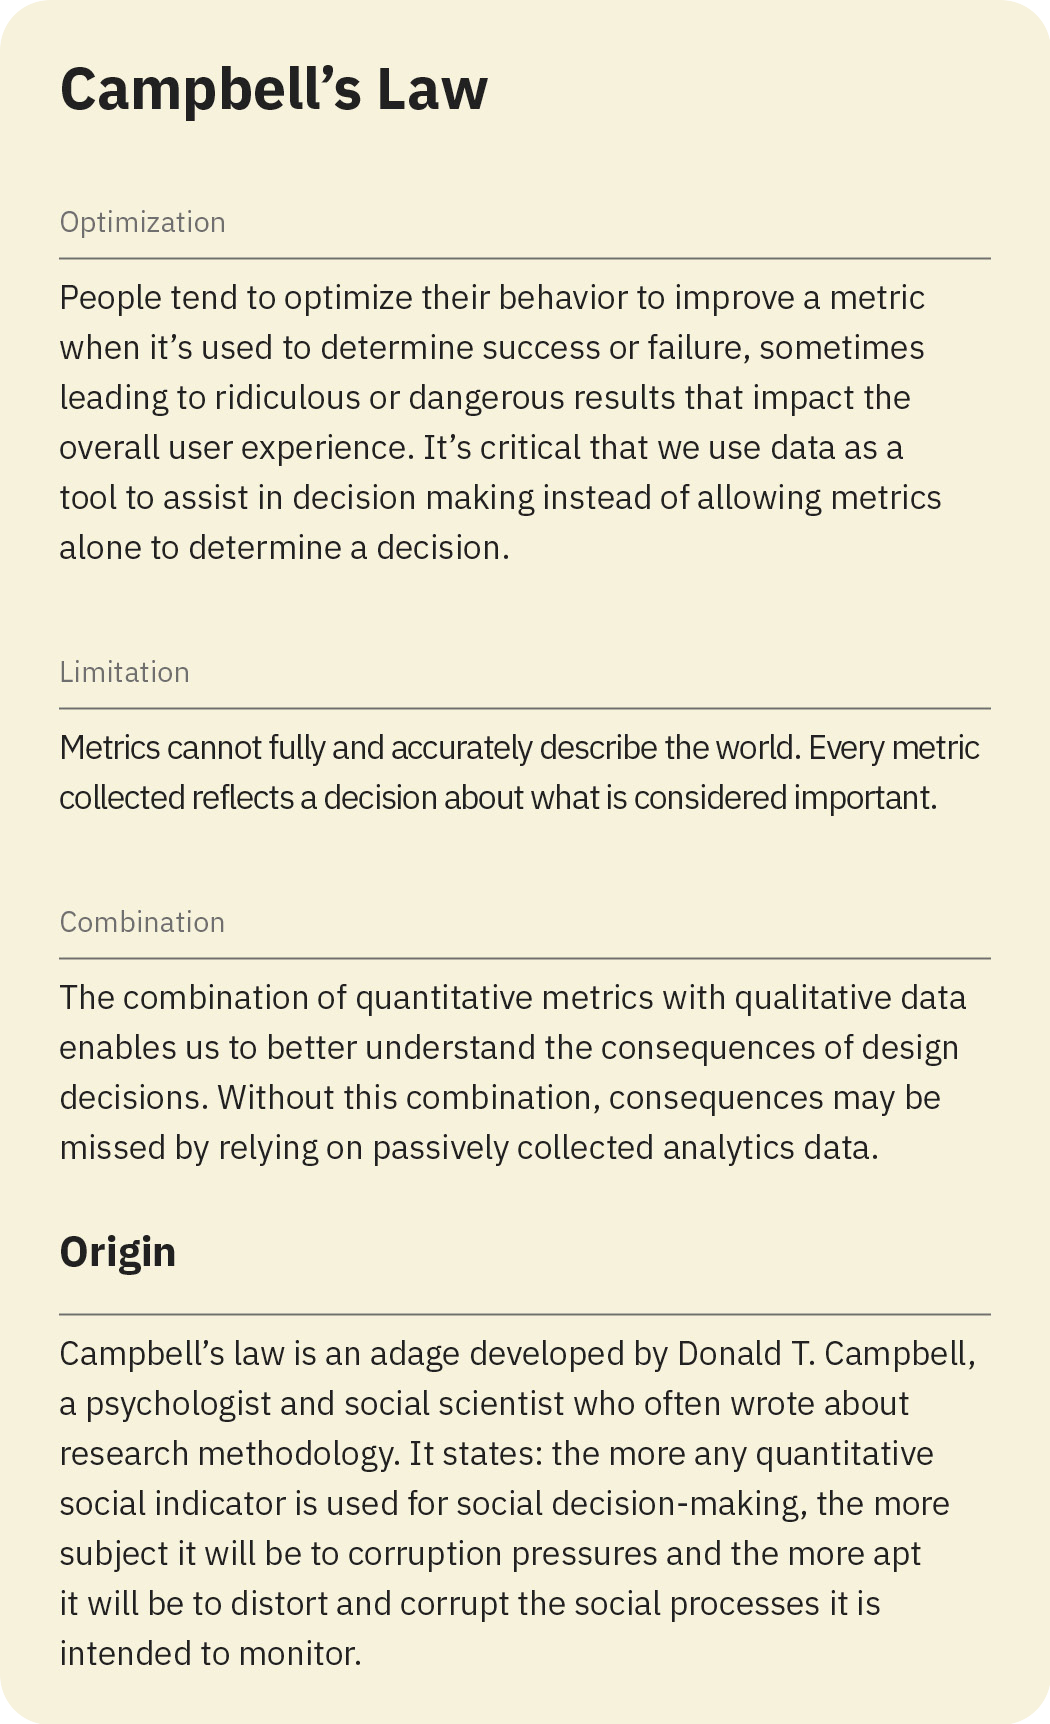 Campbell’s Law
Optimization
People tend to optimize their behavior to improve a metric
when it’s used to determine success or failure, sometimes
leading to ridiculous or dangerous results that impact the
overall user experience. It’s critical that we use data as a
tool to assist in decision making instead of allowing metrics
alone to determine a decision.
Limitation
Metrics cannot fully and accurately describe the world. Every metric
collected reflects a decision about what is considered important.
Combination
The combination of quantitative metrics with qualitative data
enables us to better understand the consequences of design
decisions. Without this combination, consequences may be
missed by relying on passively collected analytics data.
Origin
Campbell’s law is an adage developed by Donald T. Campbell,
a psychologist and social scientist who often wrote about
research methodology. It states: the more any quantitative
social indicator is used for social decision-making, the more
subject it will be to corruption pressures and the more apt
it will be to distort and corrupt the social processes it is
intended to monitor.